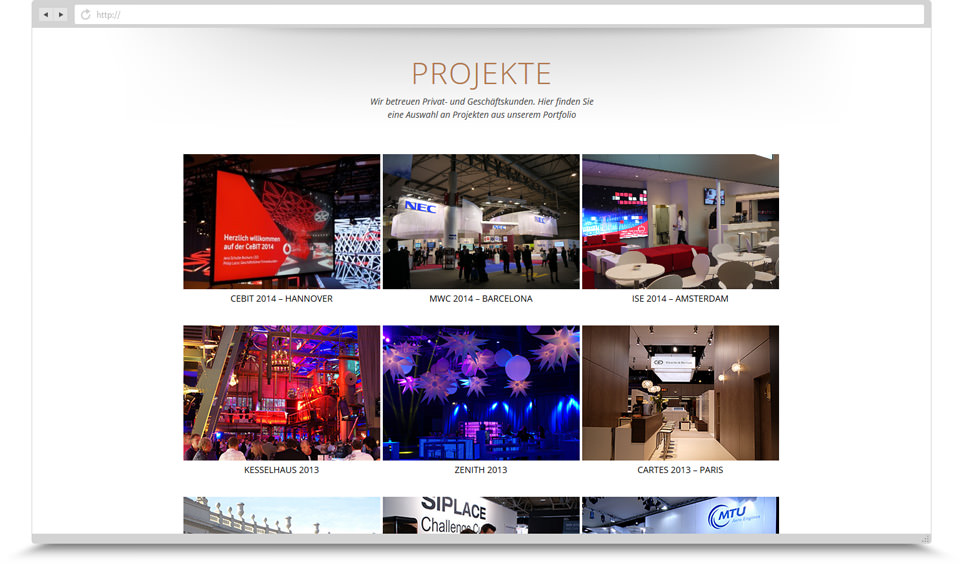 http://
PROJEKTE
Wir betreuen Privat- und Geschäftskunden. Hier finden Sie
eine Auswahl an Projekten aus unserem Portfolio
Herzlich willkommen
auf der CeBIT 2014
NEC
NEC
NEC
CEBIT 2014 – HANNOVER
MWC 2014 – BARCELONA
ISE 2014 – AMSTERDAM
KESSELHAUS 2013
ZENITH 2013
CARTES 2013 – PARIS
SIPLACE
Challenge
MTU
Aero Engines